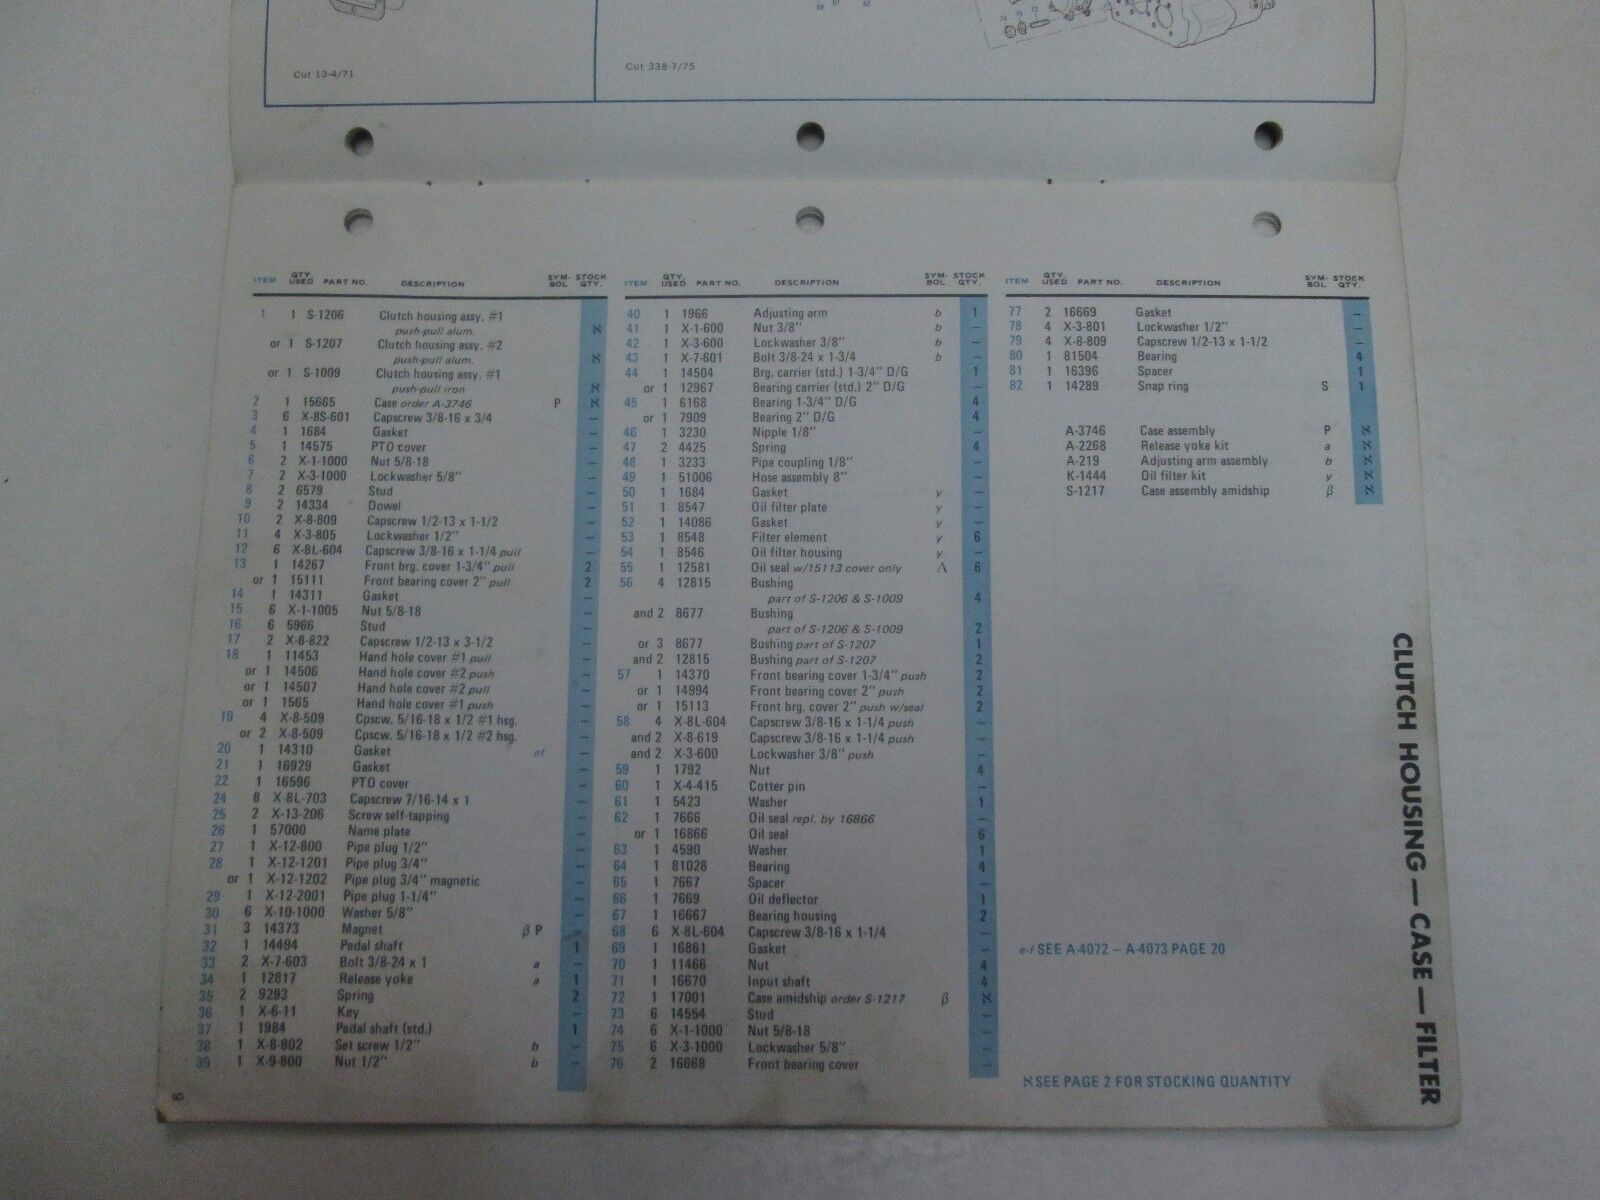 Cut 13-4/71
Cut 338-7/75
59 61 62
ITEM QTY. USED PART NO. DESCRIPTION SYM- BOL STOCK QTY.
1 1 S-1206 Clutch housing assy. #1
push-pull alum. ℵ
or 1 S-1207 Clutch housing assy. #2
push-pull alum. ℵ
or 1 S-1009 Clutch housing assy. #1
push-pull iron ℵ
2 1 15665 Case order A-3746 P ℵ
3 6 X-8S-601 Capscrew 3/8-16 x 3/4 –
4 1 1684 Gasket –
5 1 14575 PTO cover –
6 2 X-1-1000 Nut 5/8-18 –
7 2 X-3-1000 Lockwasher 5/8" –
8 2 6579 Stud –
9 2 14334 Dowel –
10 2 X-8-809 Capscrew 1/2-13 x 1-1/2 –
11 4 X-3-805 Lockwasher 1/2" –
12 6 X-8L-604 Capscrew 3/8-16 x 1-1/4 pull –
13 1 14267 Front brg. cover 1-3/4" pull 2
or 1 15111 Front bearing cover 2" pull 2
14 1 14311 Gasket –
15 6 X-1-1005 Nut 5/8-18 –
16 6 5966 Stud –
17 2 X-8-822 Capscrew 1/2-13 x 3-1/2 –
18 1 11453 Hand hole cover #1 pull –
or 1 14506 Hand hole cover #2 push –
or 1 14507 Hand hole cover #2 pull –
or 1 1565 Hand hole cover #1 push –
19 4 X-8-509 Cpscw. 5/16-18 x 1/2 #1 hsg. –
or 2 X-8-509 Cpscw. 5/16-18 x 1/2 #2 hsg. –
20 1 14310 Gasket ef –
21 1 16929 Gasket –
22 1 16596 PTO cover –
24 8 X-8L-703 Capscrew 7/16-14 x 1 –
25 2 X-13-206 Screw self-tapping –
26 1 57000 Name plate –
27 1 X-12-800 Pipe plug 1/2" –
28 1 X-12-1201 Pipe plug 3/4" –
or 1 X-12-1202 Pipe plug 3/4" magnetic –
29 1 X-12-2001 Pipe plug 1-1/4" –
30 6 X-10-1000 Washer 5/8" –
31 3 14373 Magnet β P –
32 1 14494 Pedal shaft 1
33 2 X-7-603 Bolt 3/8-24 x 1 a –
34 1 12817 Release yoke a 1
35 2 9293 Spring 2
36 1 X-6-11 Key –
37 1 1984 Pedal shaft (std.) 1
38 1 X-8-802 Set screw 1/2" b –
39 1 X-9-800 Nut 1/2" b –
6
ITEM QTY. USED PART NO. DESCRIPTION SYM- BOL STOCK QTY.
40 1 1966 Adjusting arm b 1
41 1 X-1-600 Nut 3/8" b –
42 1 X-3-600 Lockwasher 3/8" b –
43 1 X-7-601 Bolt 3/8-24 x 1-3/4 b –
44 1 14504 Brg. carrier (std.) 1-3/4" D/G 1
or 1 12967 Bearing carrier (std.) 2" D/G –
45 1 6168 Bearing 1-3/4" D/G 4
or 1 7909 Bearing 2" D/G 4
46 1 3230 Nipple 1/8" –
47 2 4425 Spring 4
48 1 3233 Pipe coupling 1/8" –
49 1 51006 Hose assembly 8" –
50 1 1684 Gasket y –
51 1 8547 Oil filter plate y –
52 1 14086 Gasket y –
53 1 8548 Filter element y 6
54 1 8546 Oil filter housing y –
55 1 12581 Oil seal w/15113 cover only Λ 6
56 4 12815 Bushing
part of S-1206 & S-1009 4
and 2 8677 Bushing
part of S-1206 & S-1009 2
or 3 8677 Bushing part of S-1207 1
and 2 12815 Bushing part of S-1207 2
57 1 14370 Front bearing cover 1-3/4" push 2
or 1 14994 Front bearing cover 2" push 2
or 1 15113 Front brg. cover 2" push w/seal 2
58 4 X-8L-604 Capscrew 3/8-16 x 1-1/4 push –
and 2 X-8-619 Capscrew 3/8-16 x 1-1/4 push –
and 2 X-3-600 Lockwasher 3/8" push –
59 1 1792 Nut 4
60 1 X-4-415 Cotter pin –
61 1 5423 Washer 1
62 1 7666 Oil seal repl. by 16866 –
or 1 16866 Oil seal 6
63 1 4590 Washer 1
64 1 81028 Bearing 4
65 1 7667 Spacer –
66 1 7669 Oil deflector 1
67 1 16667 Bearing housing 2
68 6 X-8L-604 Capscrew 3/8-16 x 1-1/4 –
69 1 16861 Gasket –
70 1 11466 Nut 4
71 1 16670 Input shaft 4
72 1 17001 Case amidship order S-1217 β ℵ
73 6 14554 Stud –
74 6 X-1-1000 Nut 5/8-18 –
75 6 X-3-1000 Lockwasher 5/8" –
76 2 16668 Front bearing cover –
ITEM QTY. USED PART NO. DESCRIPTION SYM- BOL STOCK QTY.
77 2 16669 Gasket –
78 4 X-3-801 Lockwasher 1/2" –
79 4 X-8-809 Capscrew 1/2-13 x 1-1/2 –
80 1 81504 Bearing 4
81 1 16396 Spacer 1
82 1 14289 Snap ring S 1
A-3746 Case assembly P ℵ
A-2268 Release yoke kit a ℵ
A-219 Adjusting arm assembly b ℵ
K-1444 Oil filter kit y ℵ
S-1217 Case assembly amidship β ℵ
e-f SEE A-4072 – A-4073 PAGE 20
ℵSEE PAGE 2 FOR STOCKING QUANTITY
CLUTCH HOUSING — CASE — FILTER